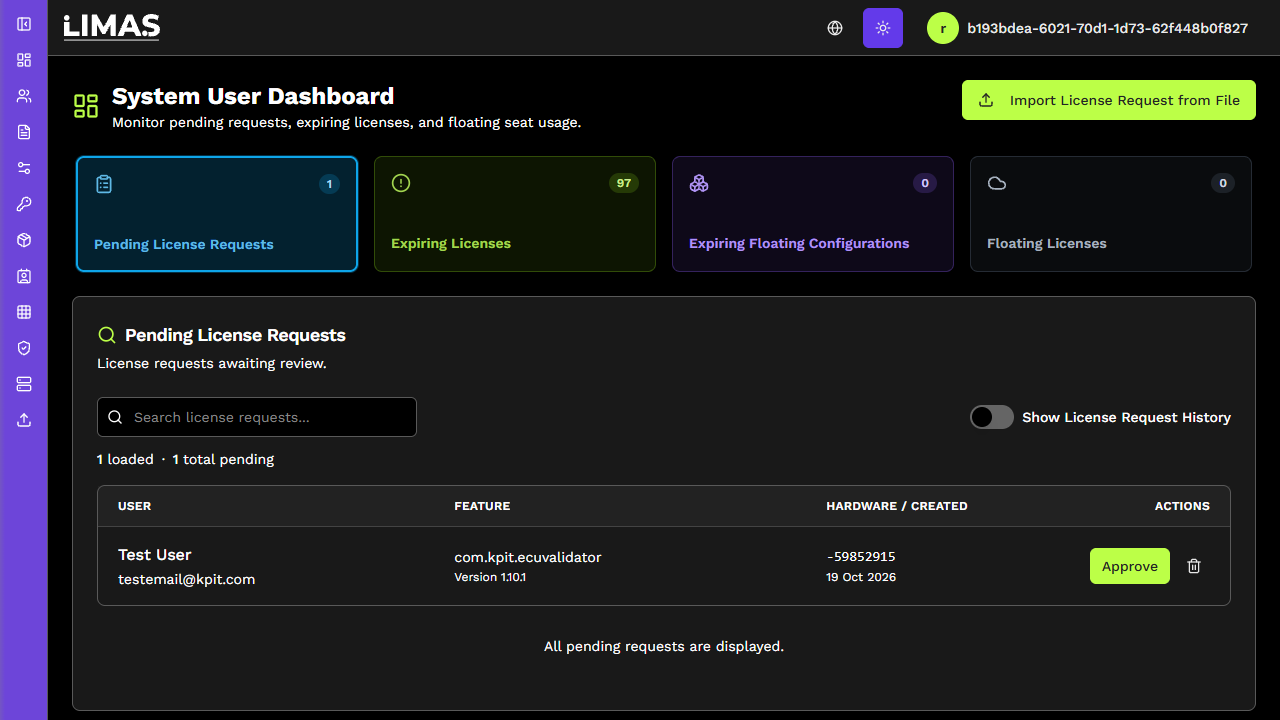 LIMAS
r
b193bdea-6021-70d1-1d73-62f448b0f827
System User Dashboard
Monitor pending requests, expiring licenses, and floating seat usage.
Import License Request from File
1
Pending License Requests
97
Expiring Licenses
0
Expiring Floating Configurations
0
Floating Licenses
Pending License Requests
License requests awaiting review.
Search license requests...
Show License Request History
1 loaded · 1 total pending
USER FEATURE HARDWARE / CREATED ACTIONS
Test User
testemail@kpit.com
com.kpit.ecuvalidator
Version 1.10.1
-59852915
19 Oct 2026
Approve
All pending requests are displayed.